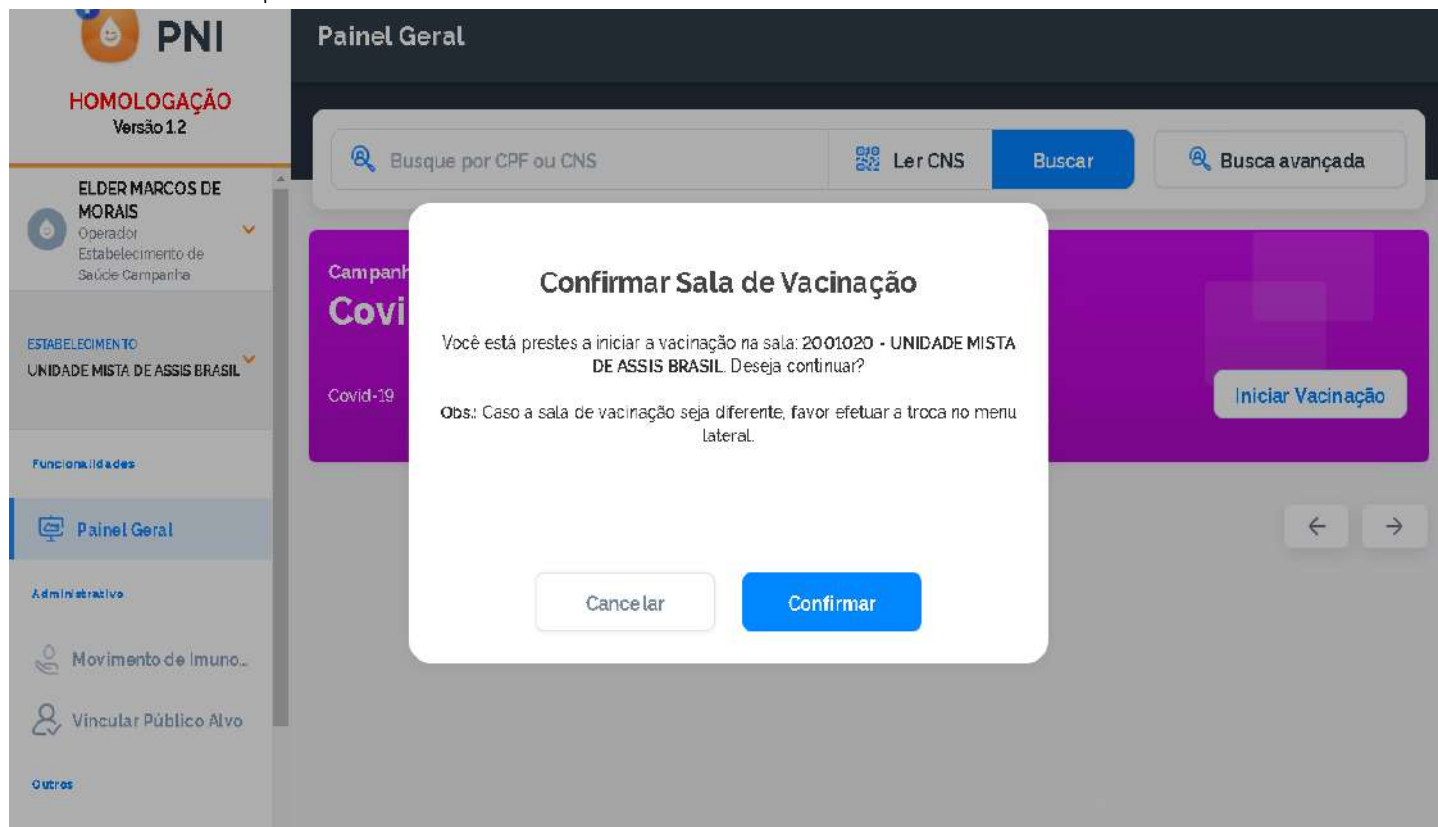 PNI
HOMOLOGAÇÃO
Versão 1.2
ELDER MARCOS DE
MORAIS
Operador
Estabelecimento de
Saúde Campanha
ESTABELECIMENTO
UNIDADE MISTA DE ASSIS BRASIL
Funcionalidades
Painel Geral
Administrativo
Movimento de Imuno...
Vincular Público Alvo
Outros
Painel Geral
Busque por CPF ou CNS
Ler CNS
Buscar
Busca avançada
Campanh
Covi
Covid-19
Iniciar Vacinação
Confirmar Sala de Vacinação
Você está prestes a iniciar a vacinação na sala: 2001020 - UNIDADE MISTA
DE ASSIS BRASIL. Deseja continuar?
Obs.: Caso a sala de vacinação seja diferente, favor efetuar a troca no menu
lateral.
Cancelar
Confirmar